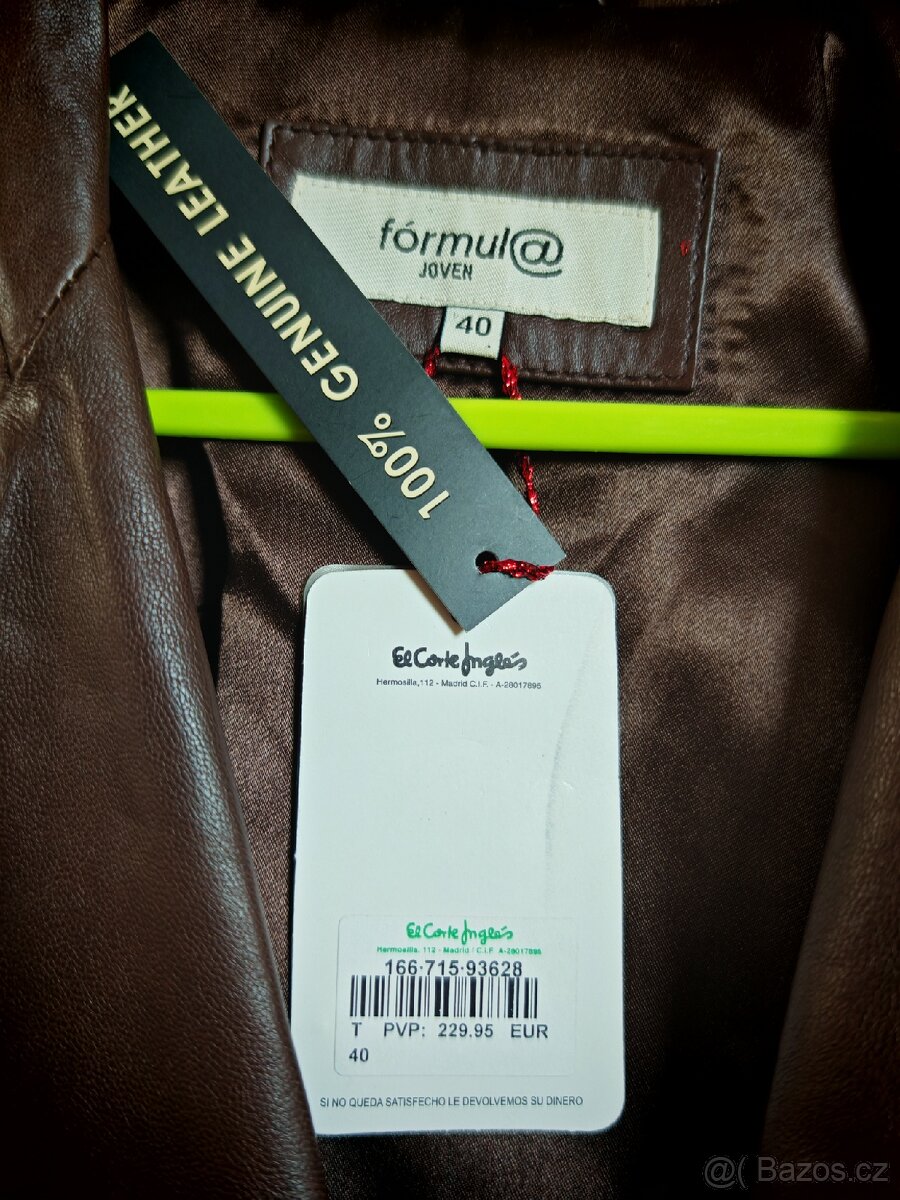 100% GENUINE LEATHER
fórmul@
JOVEN
40
El Corte Inglés
Hermosilla, 112 - Madrid C.I.F. - A-28017895
El Corte Inglés
Hermosilla, 112 - Madrid / C.I.F. A-28017895
166-715-93628
T PVP: 229.95 EUR
40
SI NO QUEDA SATISFECHO LE DEVOLVEMOS SU DINERO
@( Bazos.cz